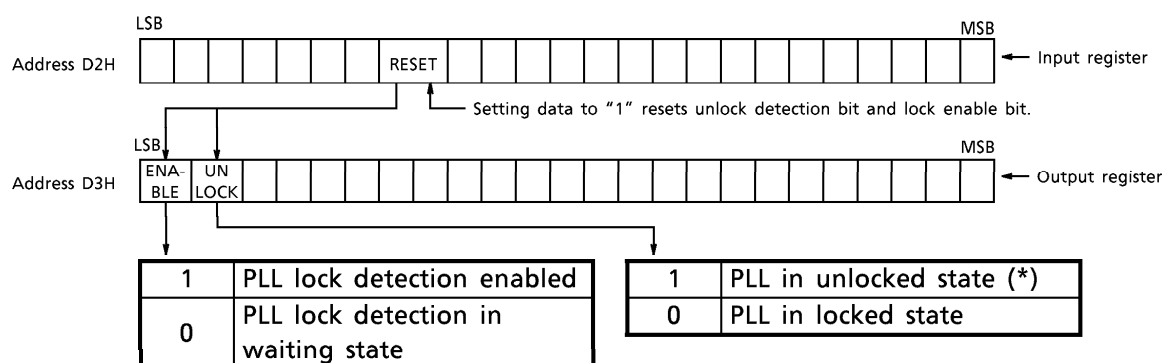 LSB
MSB
Address D2H
RESET
Input register
Setting data to “1” resets unlock detection bit and lock enable bit.
LSB
MSB
Address D3H
ENA-
BLE
UN
LOCK
Output register
1 PLL lock detection enabled
0 PLL lock detection in
waiting state
1 PLL in unlocked state (*)
0 PLL in locked state